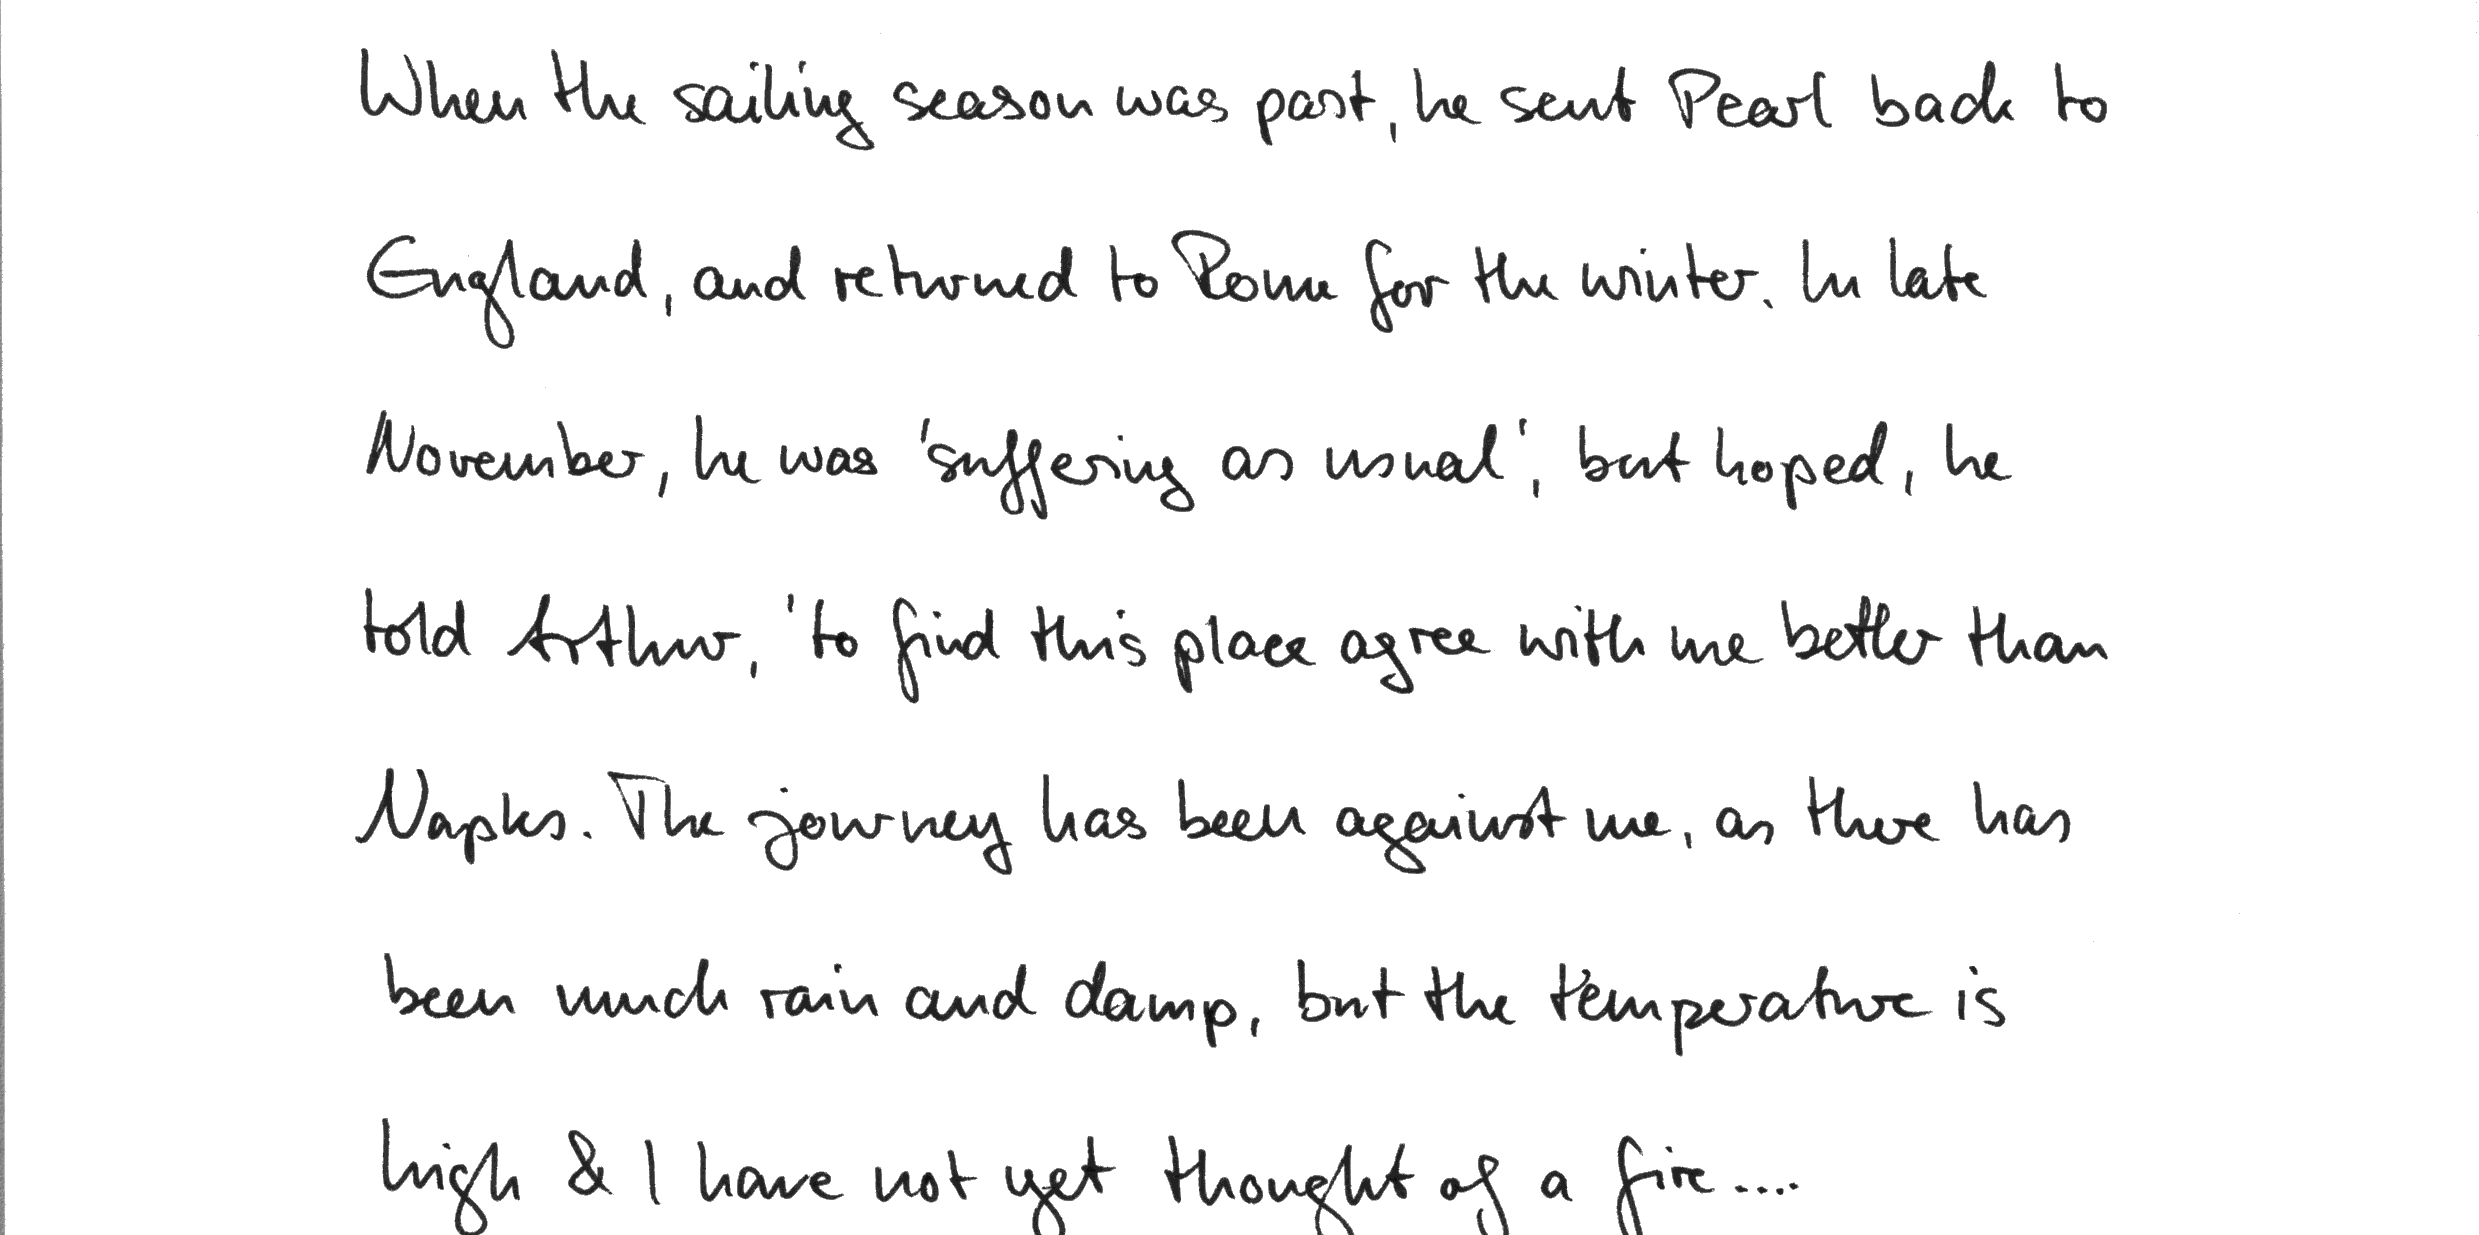 When the sailing season was past, he sent Pearl back to
England, and returned to Rome for the winter. In late
November, he was 'suffering as usual', but hoped, he
told Arthur, 'to find this place agree with me better than
Naples. The journey has been against me, as there has
been much rain and damp, but the temperature is
high & I have not yet thought of a fire....